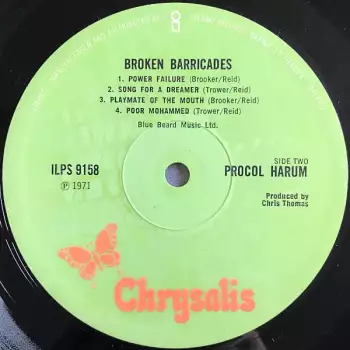 BROKEN BARRICADES
1. POWER FAILURE (Brooker/Reid)
2. SONG FOR A DREAMER (Trower/Reid)
3. PLAYMATE OF THE MOUTH (Brooker/Reid)
4. POOR MOHAMMED (Trower/Reid)
Blue Beard Music Ltd.
ILPS 9158
℗ 1971
SIDE TWO
PROCOL HARUM
Produced by
Chris Thomas
Chrysalis